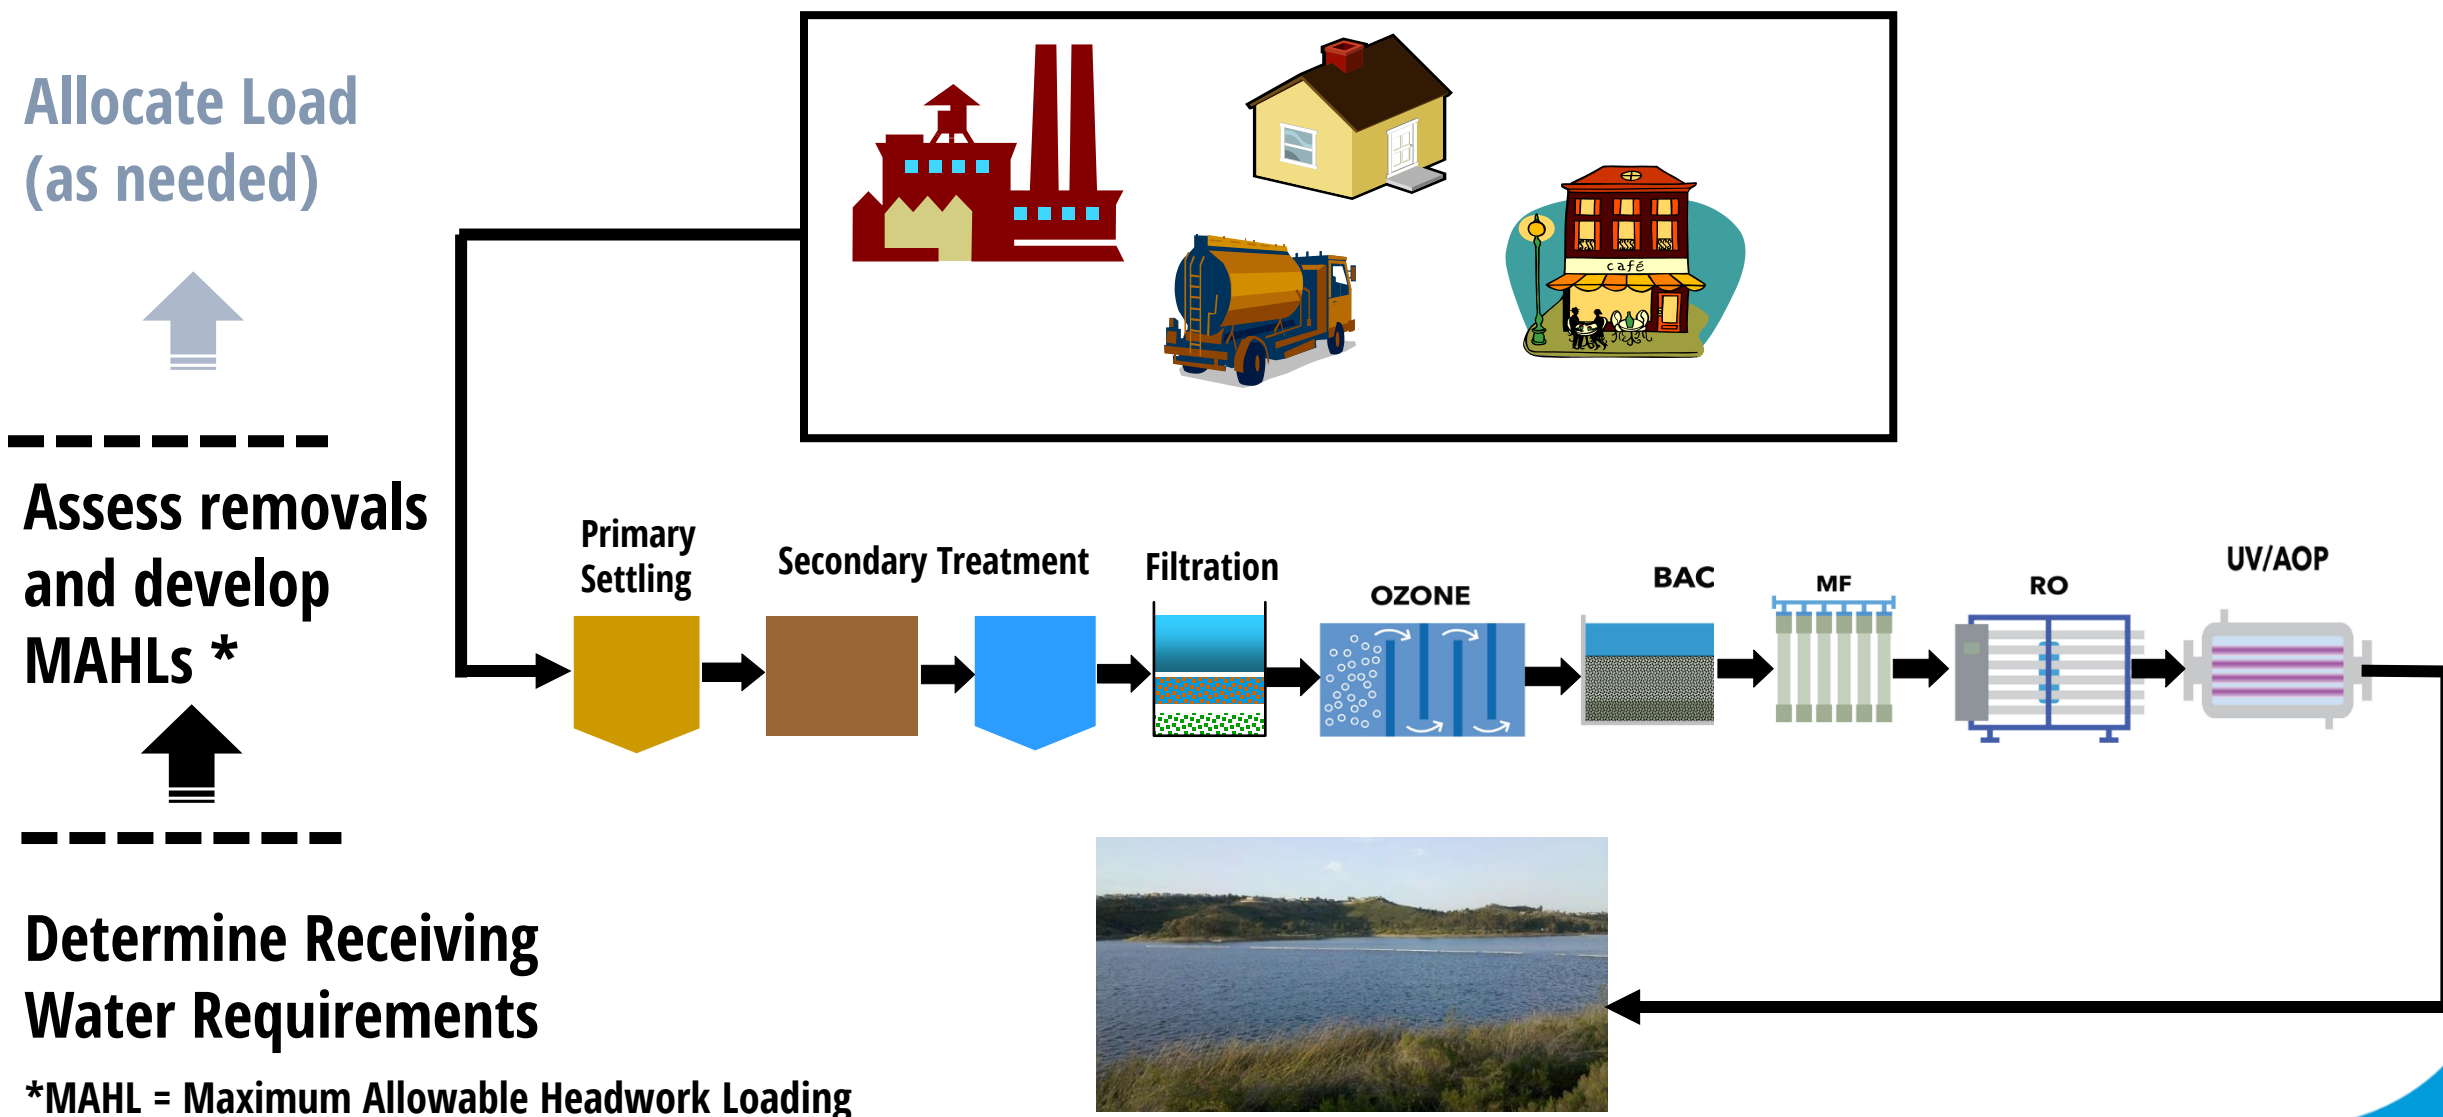 Allocate Load
(as needed)
café
Assess removals
and develop
MAHLs *
Primary
Settling
Secondary Treatment
Filtration
OZONE
BAC
MF
RO
UV/AOP
Determine Receiving
Water Requirements
*MAHL = Maximum Allowable Headwork Loading